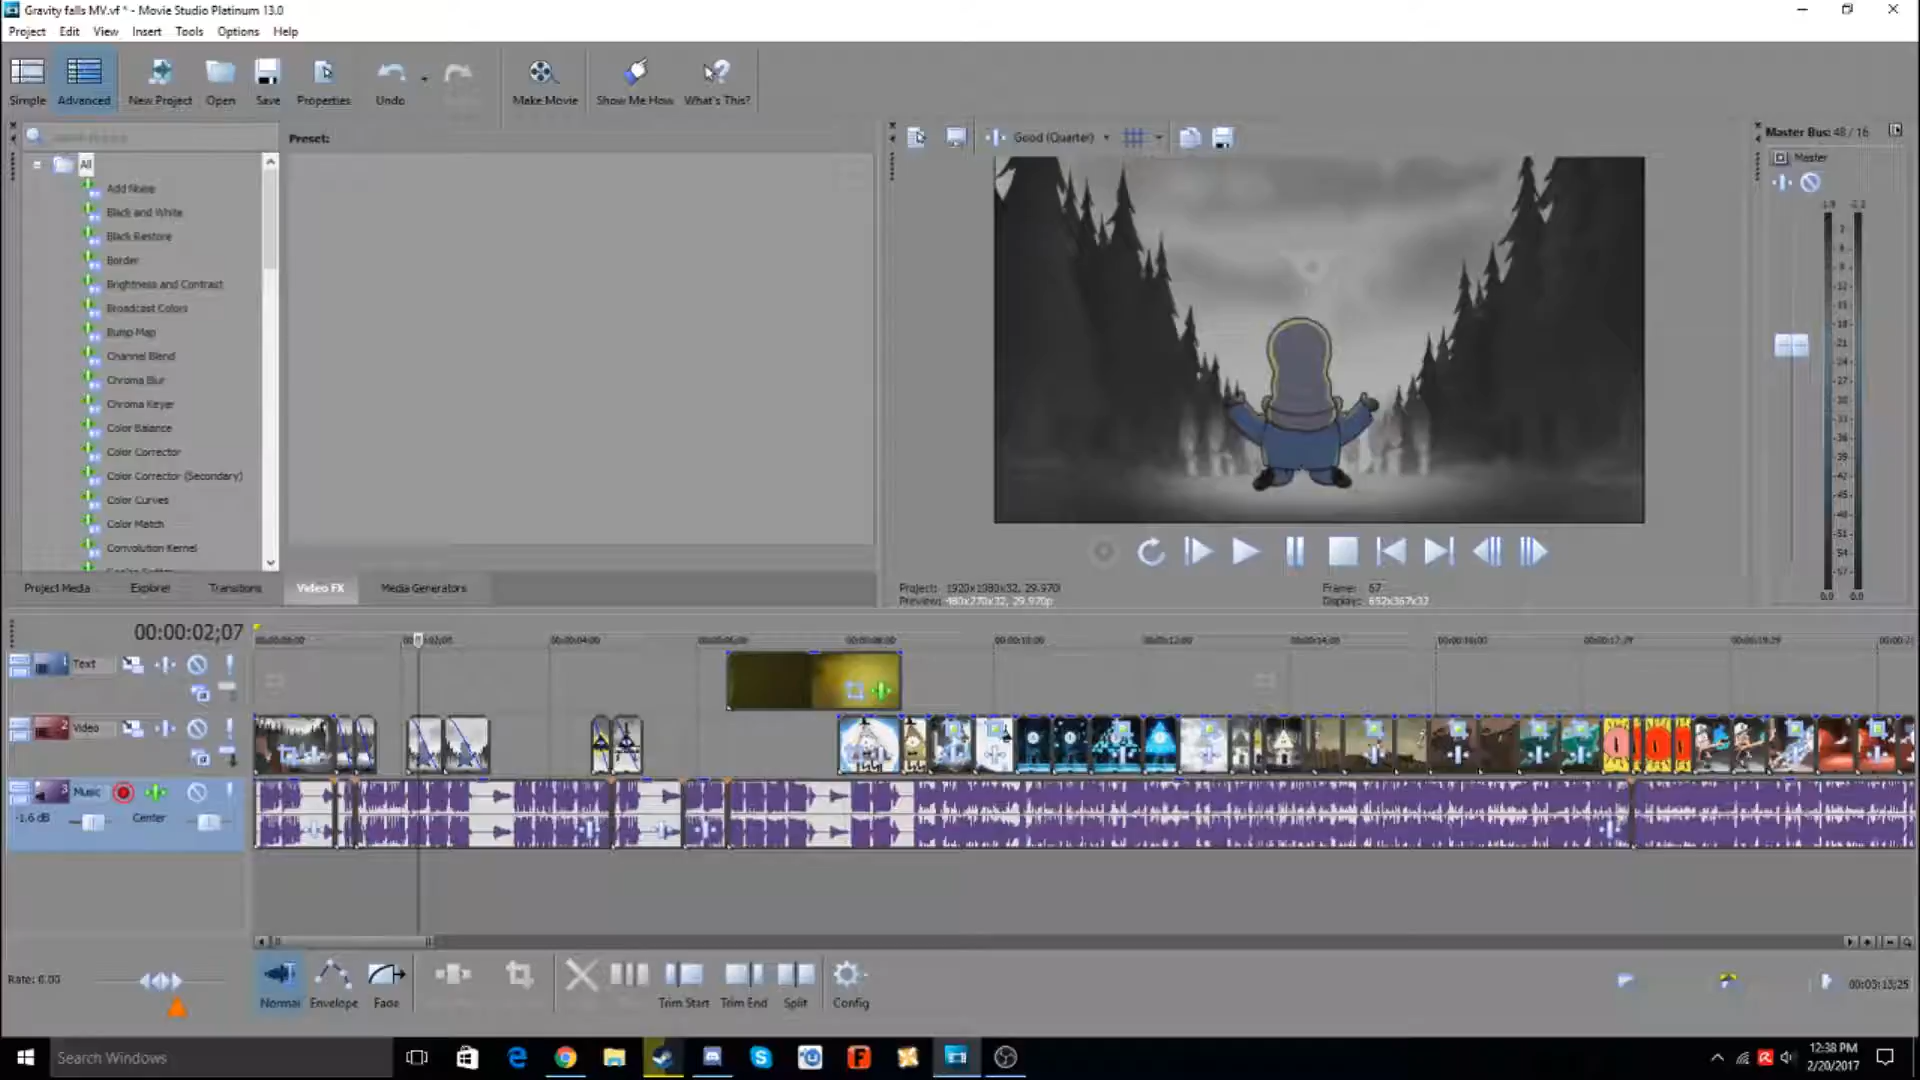 Gravity falls MV.vf * - Movie Studio Platinum 13.0
Project Edit View Insert Tools Options Help
Simple Advanced New Project Open Save Properties Undo Make Movie Show Me How What's This?
Preset:
Good (Quarter)
Master Bus: 48 / 16
Master
All
Add Noise
Black and White
Black Restore
Border
Brightness and Contrast
Broadcast Colors
Bump Map
Channel Blend
Chroma Blur
Chroma Keyer
Color Balance
Color Corrector
Color Corrector (Secondary)
Color Curves
Color Match
Convolution Kernel
Project Media Explorer Transitions Video FX Media Generators
Project: 1920x1080x32, 29.970i
Preview: 480x270x32, 29.970p
Frame: 67
Display: 652x367x32
00:00:02;07
1 Text
2 Video
3 Music
-1.6 dB Center
Rate: 0.00
Normal Envelope Fade Trim Start Trim End Split Config
00:03:13;25
Search Windows
12:38 PM
2/20/2017